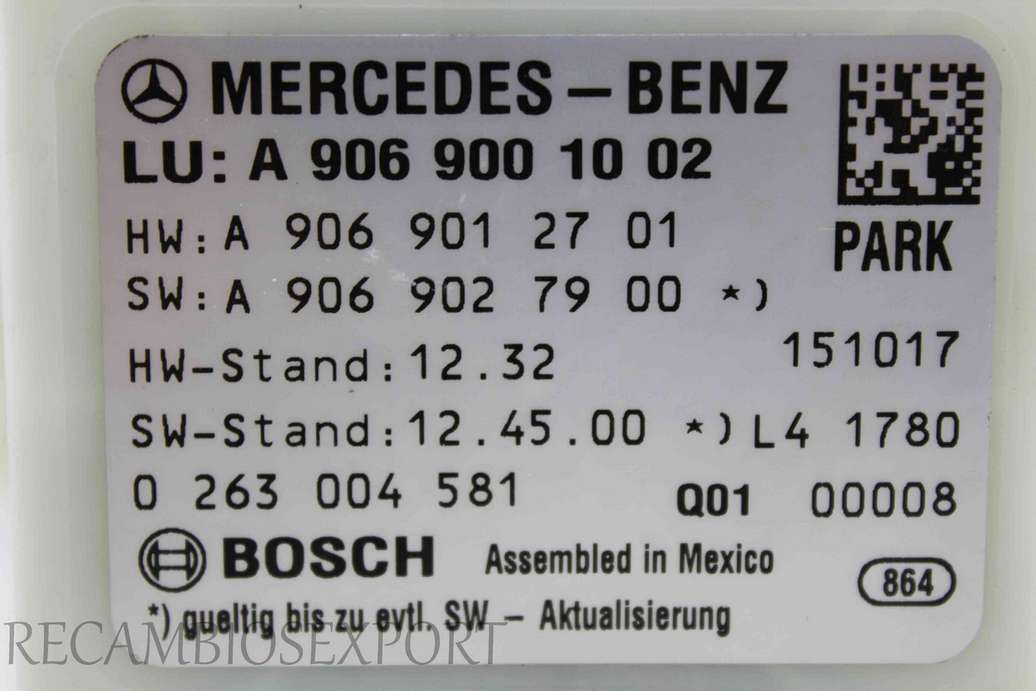 MERCEDES-BENZ
LU: A 906 900 10 02
PARK
HW: A 906 901 27 01
SW: A 906 902 79 00 *)
HW-Stand: 12.32 151017
SW-Stand: 12.45.00 *) L4 1780
0 263 004 581 Q01 00008
BOSCH Assembled in Mexico 864
*) gueltig bis zu evtl. SW - Aktualisierung
RECAMBIOSEXPORT